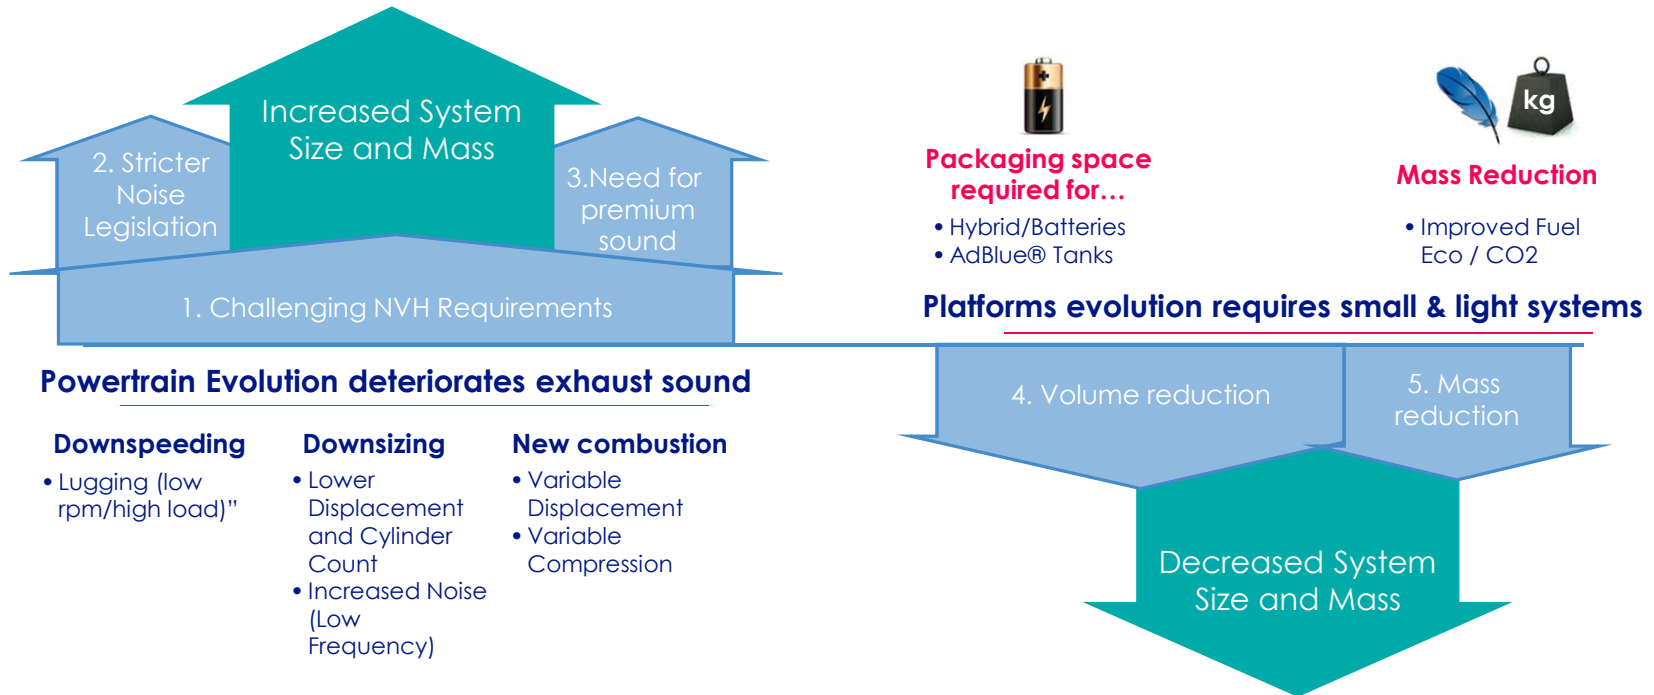 Increased System
Size and Mass
2. Stricter
Noise
Legislation
3.Need for
premium
sound
1. Challenging NVH Requirements
Powertrain Evolution deteriorates exhaust sound
Downspeeding
• Lugging (low
rpm/high load)”
Downsizing
• Lower
Displacement
and Cylinder
Count
• Increased Noise
(Low
Frequency)
New combustion
• Variable
Displacement
• Variable
Compression
Packaging space
required for…
• Hybrid/Batteries
• AdBlue® Tanks
kg
Mass Reduction
• Improved Fuel
Eco / CO2
Platforms evolution requires small & light systems
4. Volume reduction
5. Mass
reduction
Decreased System
Size and Mass